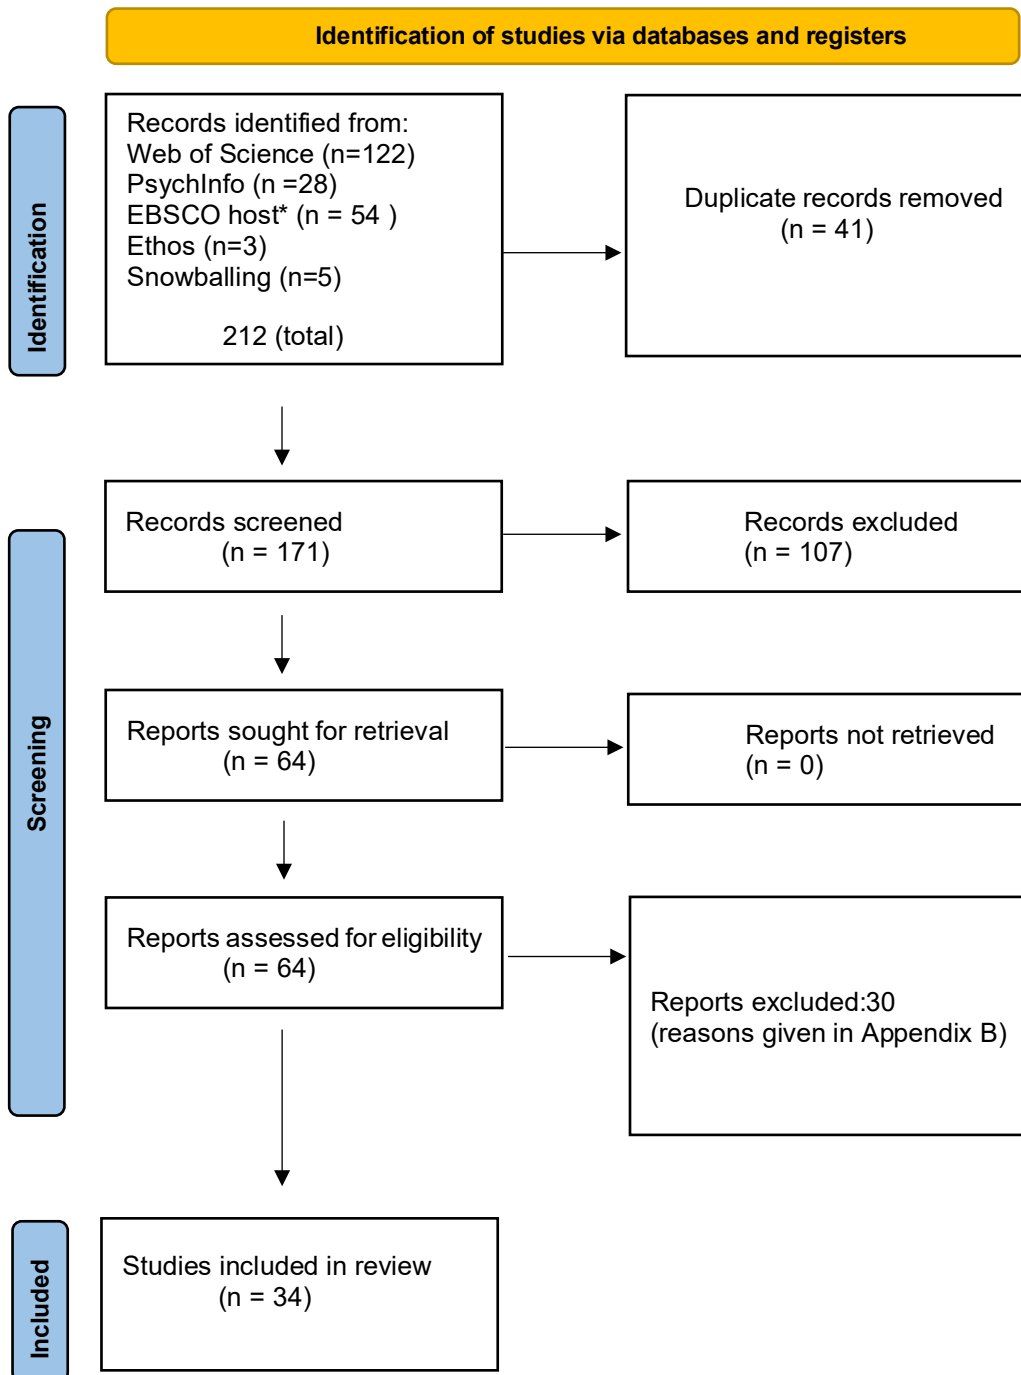 Identification of studies via databases and registers
Identification
Records identified from:
Web of Science (n=122)
PsychInfo (n =28)
EBSCO host* (n = 54 )
Ethos (n=3)
Snowballing (n=5)
212 (total)
Duplicate records removed
(n = 41)
Screening
Records screened
(n = 171)
Records excluded
(n = 107)
Reports sought for retrieval
(n = 64)
Reports not retrieved
(n = 0)
Reports assessed for eligibility
(n = 64)
Reports excluded:30
(reasons given in Appendix B)
Included
Studies included in review
(n = 34)